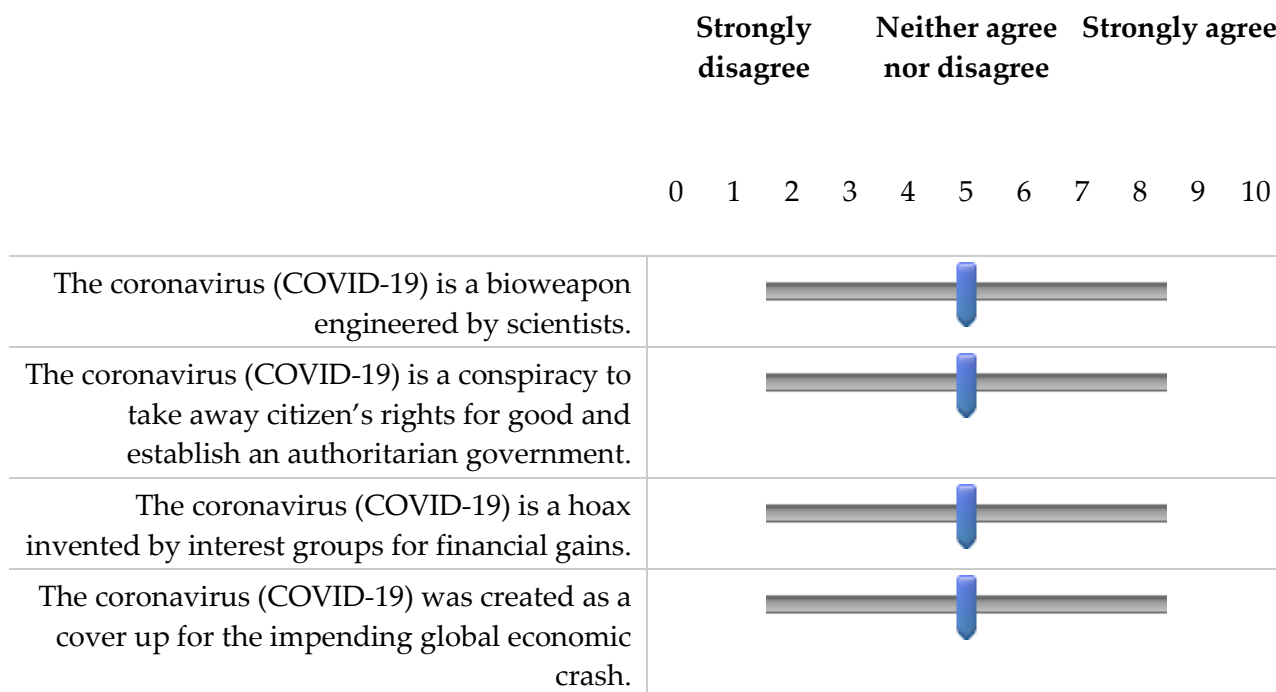 Strongly disagree Neither agree nor disagree Strongly agree
0 1 2 3 4 5 6 7 8 9 10
The coronavirus (COVID-19) is a bioweapon
engineered by scientists.
The coronavirus (COVID-19) is a conspiracy to
take away citizen’s rights for good and
establish an authoritarian government.
The coronavirus (COVID-19) is a hoax
invented by interest groups for financial gains.
The coronavirus (COVID-19) was created as a
cover up for the impending global economic
crash.